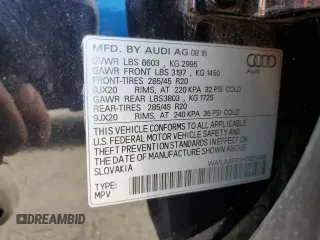 MFD. BY AUDI AG 08 16
GVWR LBS 6603 , KG 2995
GAWR FRONT LBS 3197 , KG 1450
FRONT-TIRES 285/45 R20
9JX20 RIMS, AT 220 KPA 32 PSI COLD
GAWR REAR LBS3803 , KG 1725
REAR-TIRES 285/45 R20
9JX20 RIMS, AT 240 KPA 35 PSI COLD
THIS VEHICLE CONFORMS TO ALL APPLICABLE
U.S. FEDERAL MOTOR VEHICLE SAFETY AND
THEFT PREVENTION STANDARDS IN EFFECT
ON THE DATE OF MANUFACTURE SHOWN ABOVE.
SLOVAKIA
TYPE:
MPV
Audi
DREAMBID